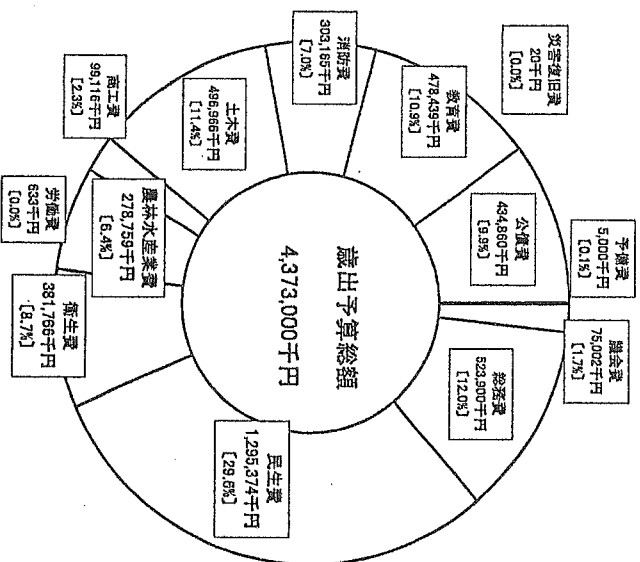 歳出予算総額
4,373,000千円
予備費
5,000千円
[0.1%]
議会費
75,002千円
[1.7%]
総務費
523,900千円
[12.0%]
民生費
1,295,374千円
[29.6%]
衛生費
381,766千円
[8.7%]
労働費
633千円
[0.0%]
農林水産業費
278,759千円
[6.4%]
商工費
99,116千円
[2.3%]
土木費
496,966千円
[11.4%]
消防費
303,165千円
[7.0%]
教育費
478,439千円
[10.9%]
災害復旧費
20千円
[0.0%]
公債費
434,860千円
[9.9%]